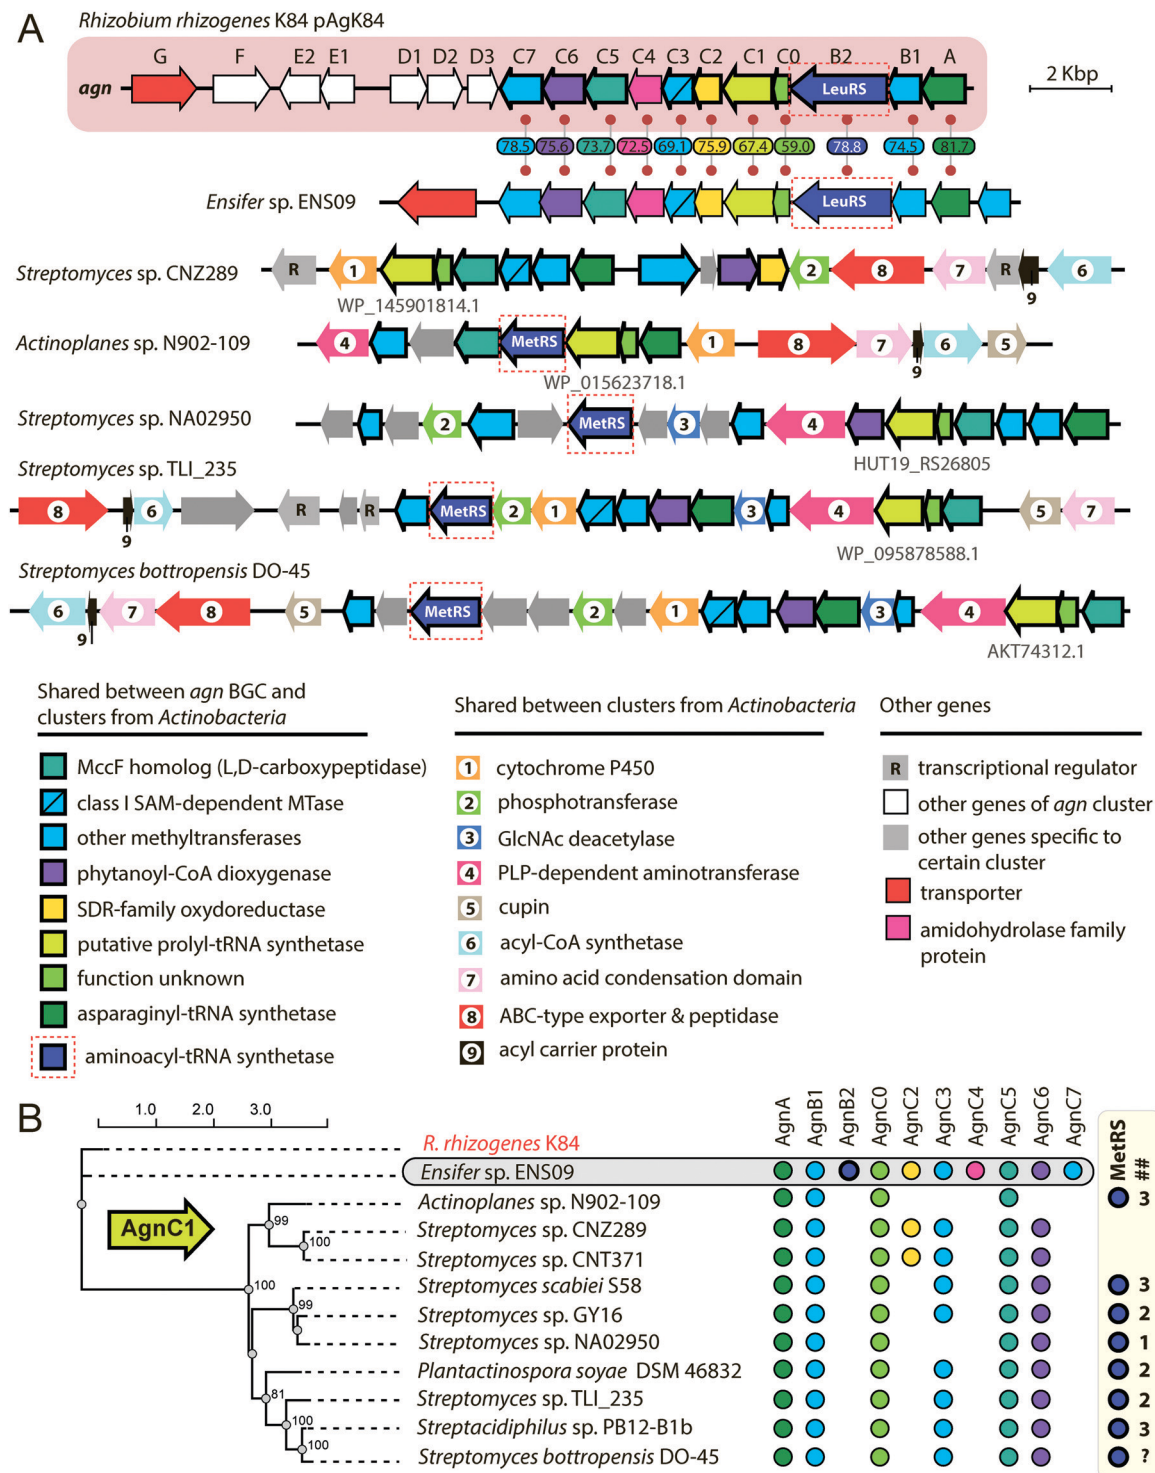 A
Rhizobium rhizogenes K84 pAgK84
G F E2 E1 D1 D2 D3 C7 C6 C5 C4 C3 C2 C1 C0 B2 B1 A
agn
LeuRS
2 Kbp
78.5 75.6 73.7 72.5 69.1 75.9 67.4 59.0 78.8 74.5 81.7
Ensifer sp. ENS09
LeuRS
Streptomyces sp. CNZ289
R 1 2 8 7 R 9 6
WP_145901814.1
Actinoplanes sp. N902-109
4 MetRS 1 8 7 9 6 5
WP_015623718.1
Streptomyces sp. NA02950
2 MetRS 3 4
HUT19_RS26805
Streptomyces sp. TLI_235
8 9 6 R R MetRS 2 1 3 4 5 7
WP_095878588.1
Streptomyces bottropensis DO-45
6 9 7 8 5 MetRS 2 1 3 4
AKT74312.1
Shared between agn BGC and
clusters from Actinobacteria
MccF homolog (L,D-carboxypeptidase)
class I SAM-dependent MTase
other methyltransferases
phytanoyl-CoA dioxygenase
SDR-family oxydoreductase
putative prolyl-tRNA synthetase
function unknown
asparaginyl-tRNA synthetase
aminoacyl-tRNA synthetase
Shared between clusters from Actinobacteria
1 cytochrome P450
2 phosphotransferase
3 GlcNAc deacetylase
4 PLP-dependent aminotransferase
5 cupin
6 acyl-CoA synthetase
7 amino acid condensation domain
8 ABC-type exporter & peptidase
9 acyl carrier protein
Other genes
R transcriptional regulator
other genes of agn cluster
other genes specific to
certain cluster
transporter
amidohydrolase family
protein
B
1.0 2.0 3.0
AgnA AgnB1 AgnB2 AgnC0 AgnC2 AgnC3 AgnC4 AgnC5 AgnC6 AgnC7 MetRS ##
R. rhizogenes K84
Ensifer sp. ENS09
Actinoplanes sp. N902-109 3
AgnC1
99
Streptomyces sp. CNZ289
100
Streptomyces sp. CNT371
100
Streptomyces scabiei S58 3
99
Streptomyces sp. GY16 2
Streptomyces sp. NA02950 1
Plantactinospora soyae DSM 46832 2
81
Streptomyces sp. TLI_235 2
100
Streptacidiphilus sp. PB12-B1b 3
100
Streptomyces bottropensis DO-45 ?